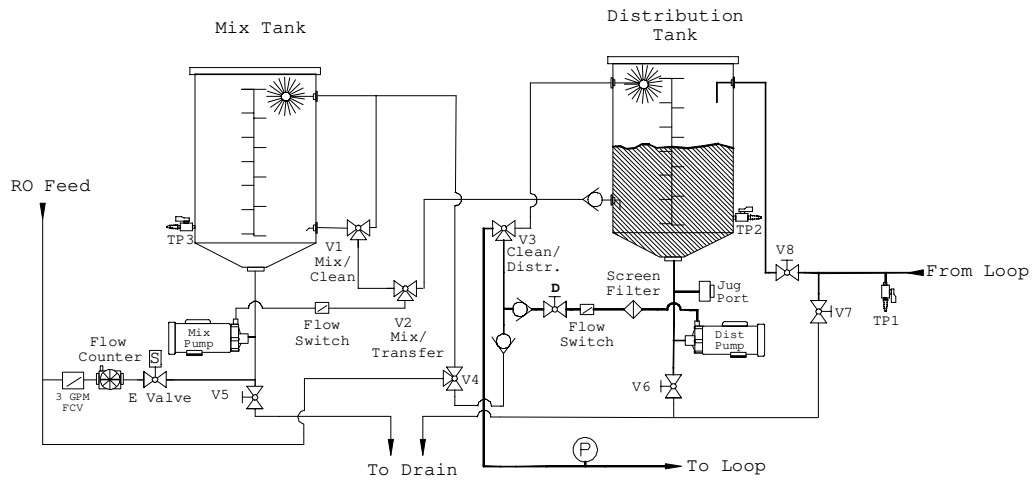 Mix Tank
Distribution
Tank
RO Feed
TP3
V1
Mix/
Clean
V3
Clean/
Distr.
TP2
V8
From Loop
Screen
Filter
Jug
Port
D
V7
TP1
Mix
Pump
Flow
Switch
V2
Mix/
Transfer
Flow
Switch
Dist
Pump
Flow
Counter
S
3 GPM
FCV
E Valve
V5
V4
V6
To Drain
P
To Loop